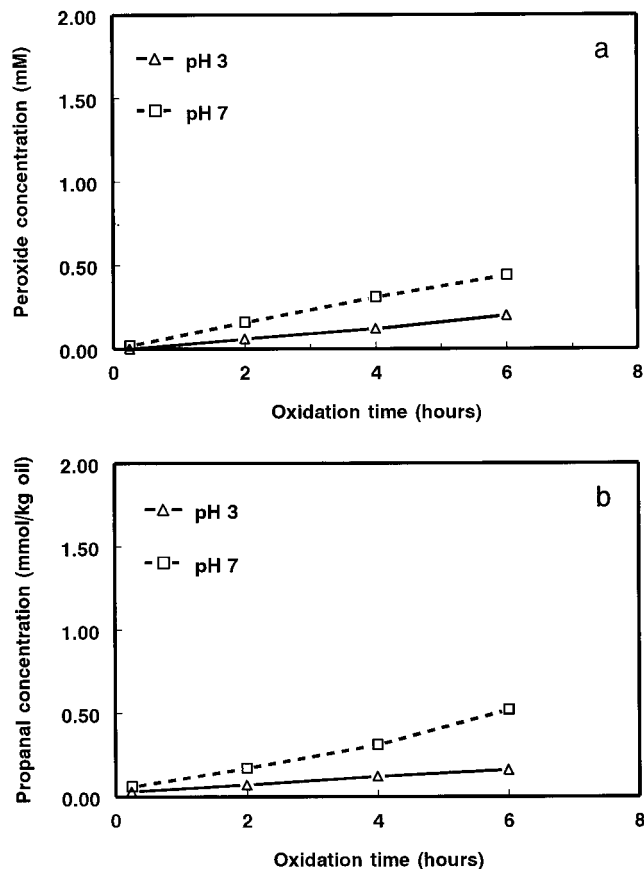 2.00
a
pH 3
1.50
pH 7
1.00
0.50
0.00
0 2 4 6 8
Peroxide concentration (mM)
Oxidation time (hours)
2.00
b
pH 3
1.50
pH 7
1.00
0.50
0.00
0 2 4 6 8
Propanal concentration (mmol/kg oil)
Oxidation time (hours)